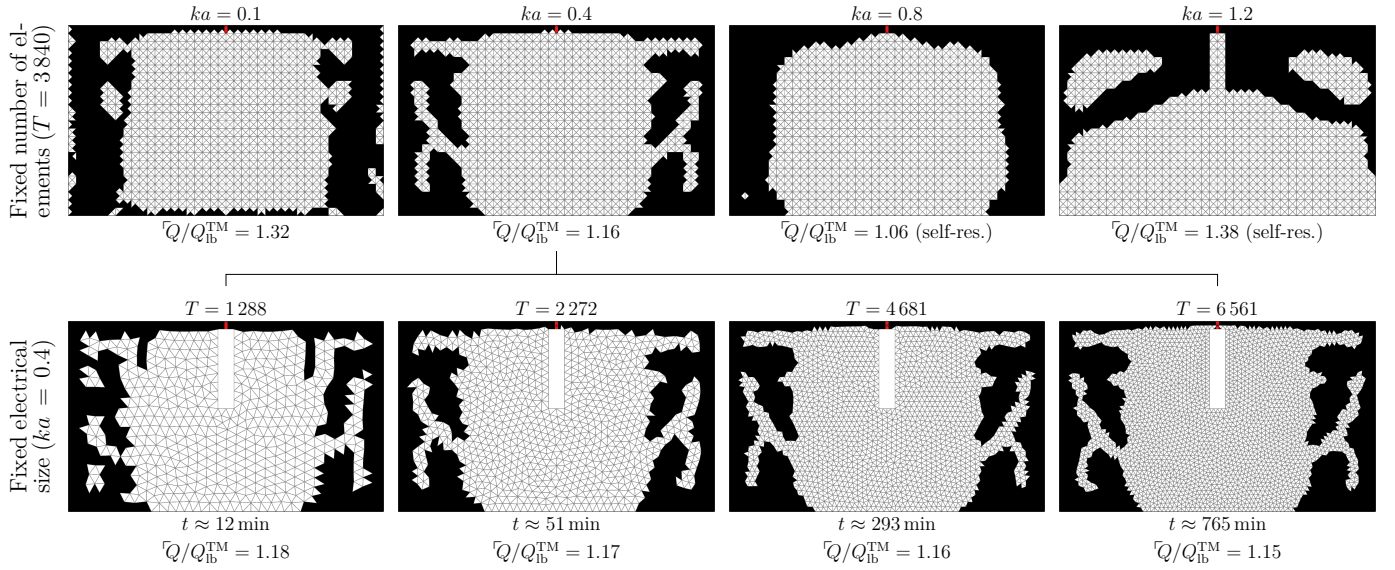 Fixed number of el-
ements (T = 3 840)
ka = 0.1
ka = 0.4
ka = 0.8
ka = 1.2
⌜Q/Q_lb^TM = 1.32
⌜Q/Q_lb^TM = 1.16
⌜Q/Q_lb^TM = 1.06 (self-res.)
⌜Q/Q_lb^TM = 1.38 (self-res.)
Fixed electrical
size (ka = 0.4)
T = 1 288
T = 2 272
T = 4 681
T = 6 561
t ≈ 12 min
t ≈ 51 min
t ≈ 293 min
t ≈ 765 min
⌜Q/Q_lb^TM = 1.18
⌜Q/Q_lb^TM = 1.17
⌜Q/Q_lb^TM = 1.16
⌜Q/Q_lb^TM = 1.15